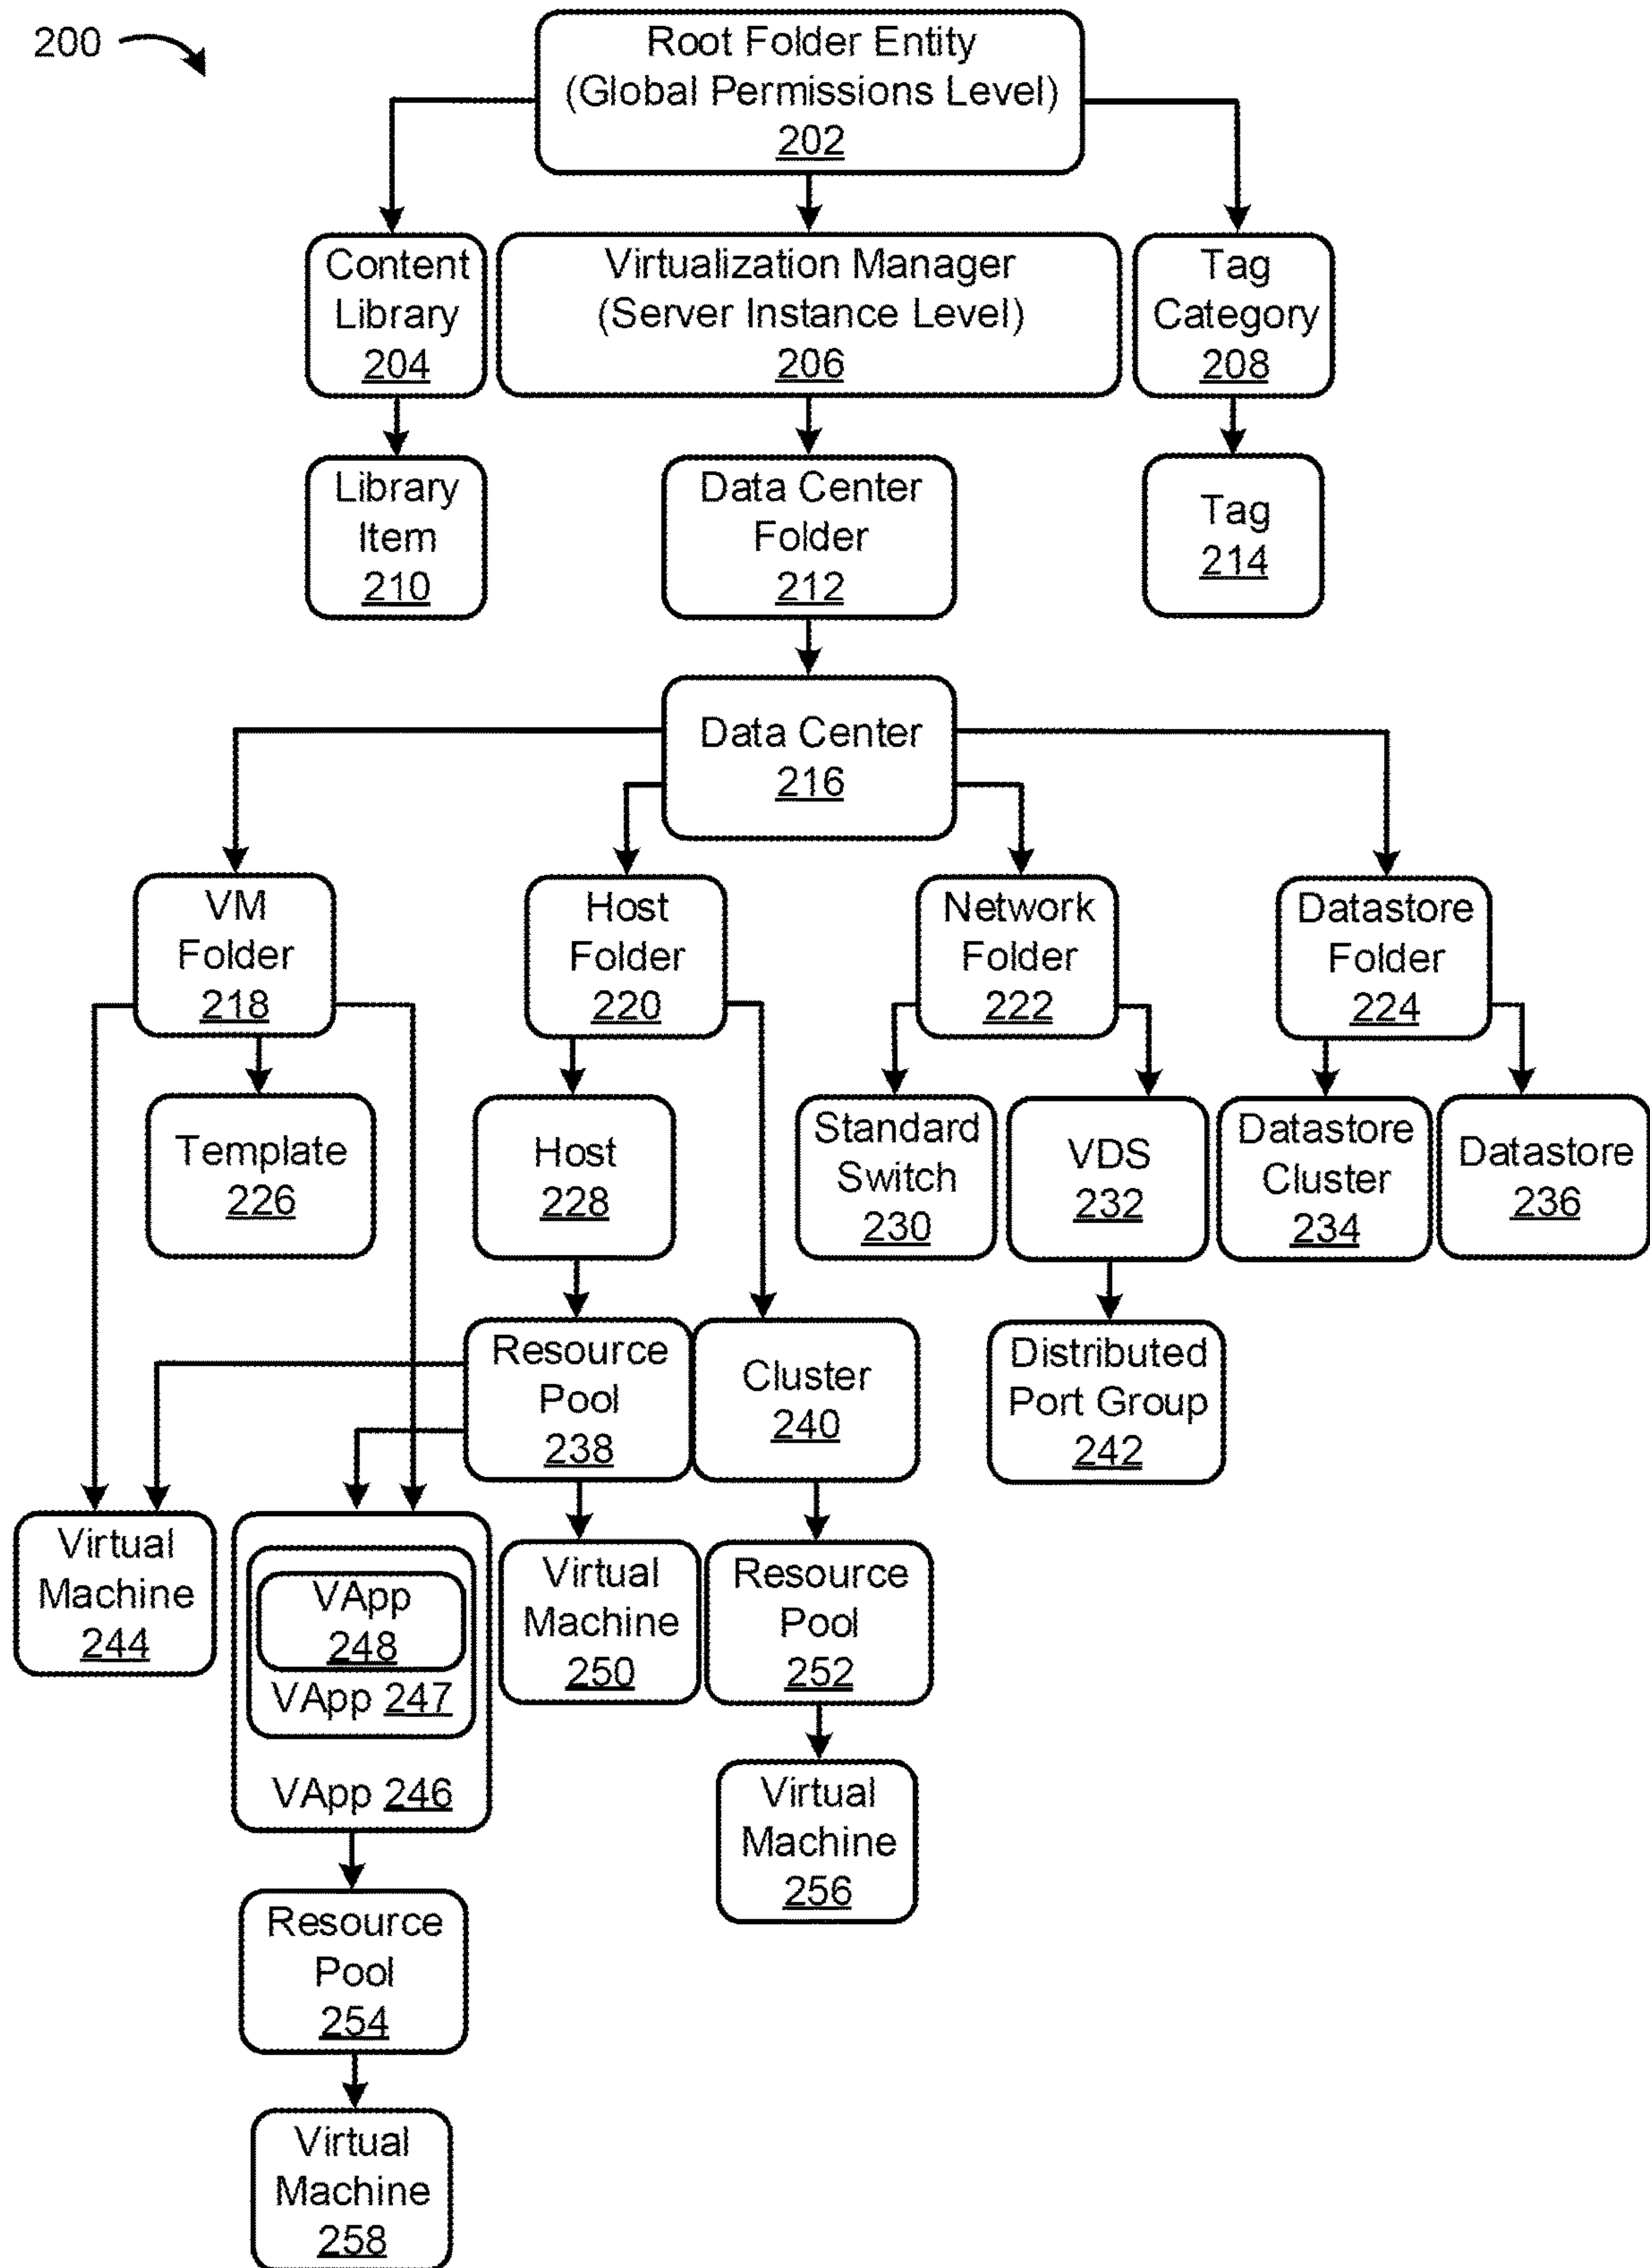 200
Root Folder Entity
(Global Permissions Level)
202
Content
Library
204
Virtualization Manager
(Server Instance Level)
206
Tag
Category
208
Library
Item
210
Data Center
Folder
212
Tag
214
Data Center
216
VM
Folder
218
Host
Folder
220
Network
Folder
222
Datastore
Folder
224
Template
226
Host
228
Standard
Switch
230
VDS
232
Datastore
Cluster
234
Datastore
236
Resource
Pool
238
Cluster
240
Distributed
Port Group
242
Virtual
Machine
244
VApp
248
VApp 247
VApp 246
Virtual
Machine
250
Resource
Pool
252
Virtual
Machine
256
Resource
Pool
254
Virtual
Machine
258